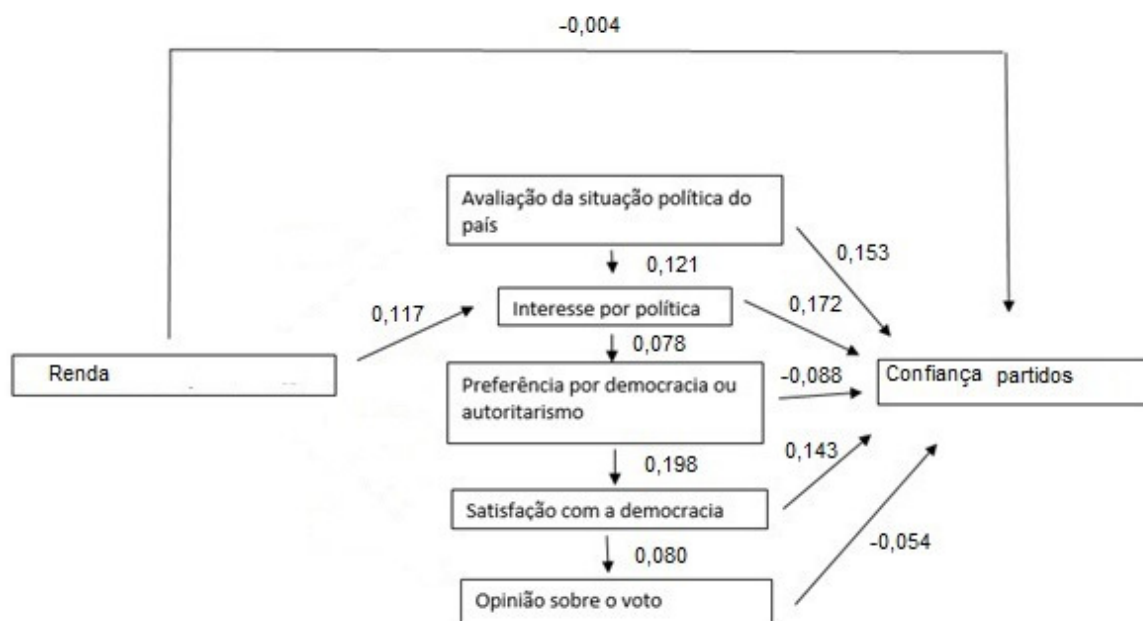 -0,004
Avaliação da situação política do
país
0,153
0,121
Interesse por política
0,117
0,172
0,078
Renda
Preferência por democracia ou
autoritarismo
-0,088
Confiança partidos
0,198
0,143
Satisfação com a democracia
0,080
-0,054
Opinião sobre o voto